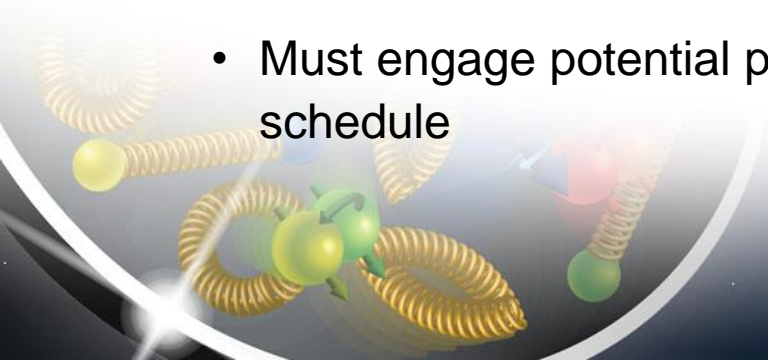 • Must engage potential
schedule